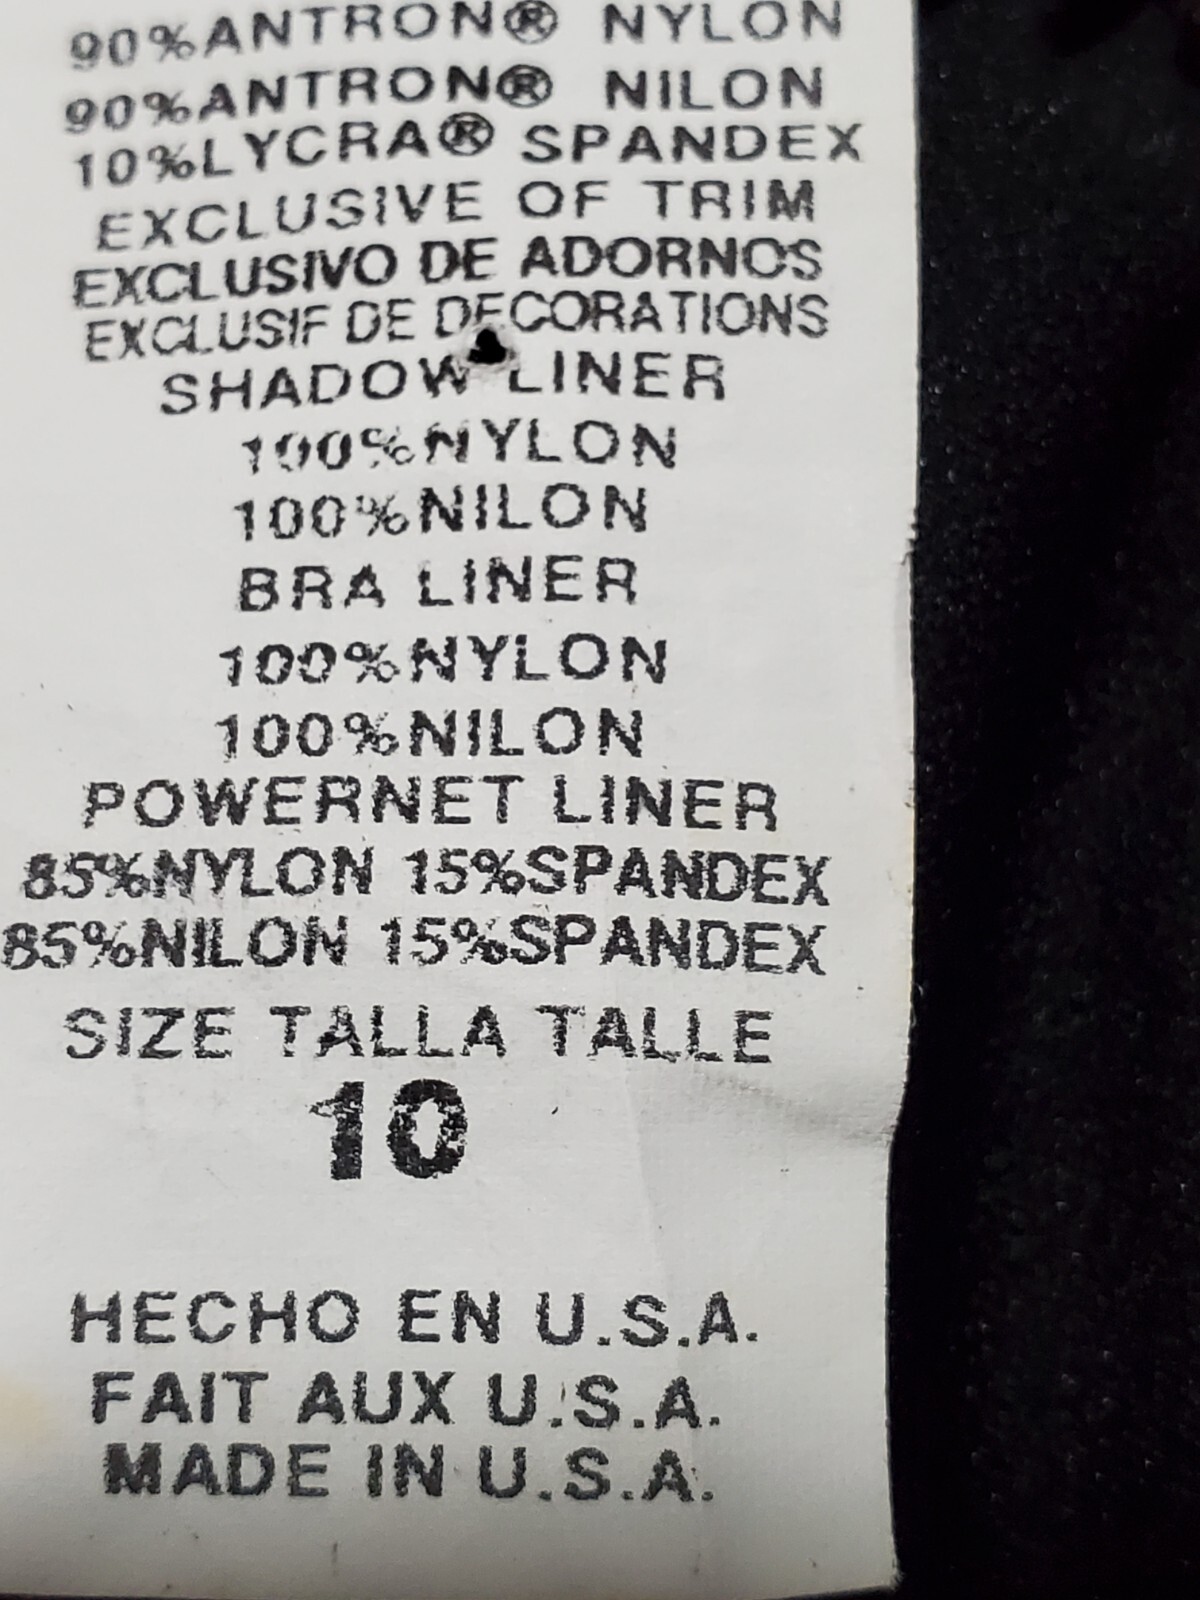 90%ANTRON® NYLON
90%ANTRON® NILON
10%LYCRA® SPANDEX
EXCLUSIVE OF TRIM
EXCLUSIVO DE ADORNOS
EXCLUSIF DE DECORATIONS
SHADOW LINER
100%NYLON
100%NILON
BRA LINER
100%NYLON
100%NILON
POWERNET LINER
85%NYLON 15%SPANDEX
85%NILON 15%SPANDEX
SIZE TALLA TALLE
10
HECHO EN U.S.A.
FAIT AUX U.S.A.
MADE IN U.S.A.